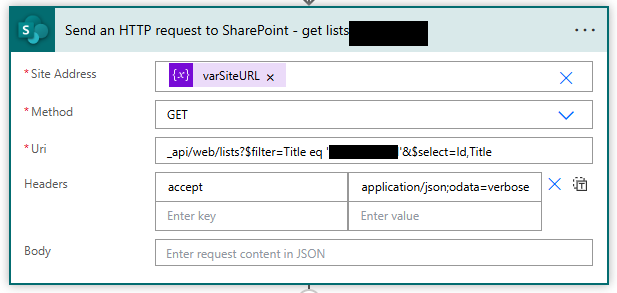 Send an HTTP request to SharePoint - get lists
* Site Address
{x} varSiteURL ×
* Method
GET
* Uri
_api/web/lists?$filter=Title eq ' '&$select=Id,Title
Headers
accept application/json;odata=verbose
Enter key Enter value
Body
Enter request content in JSON